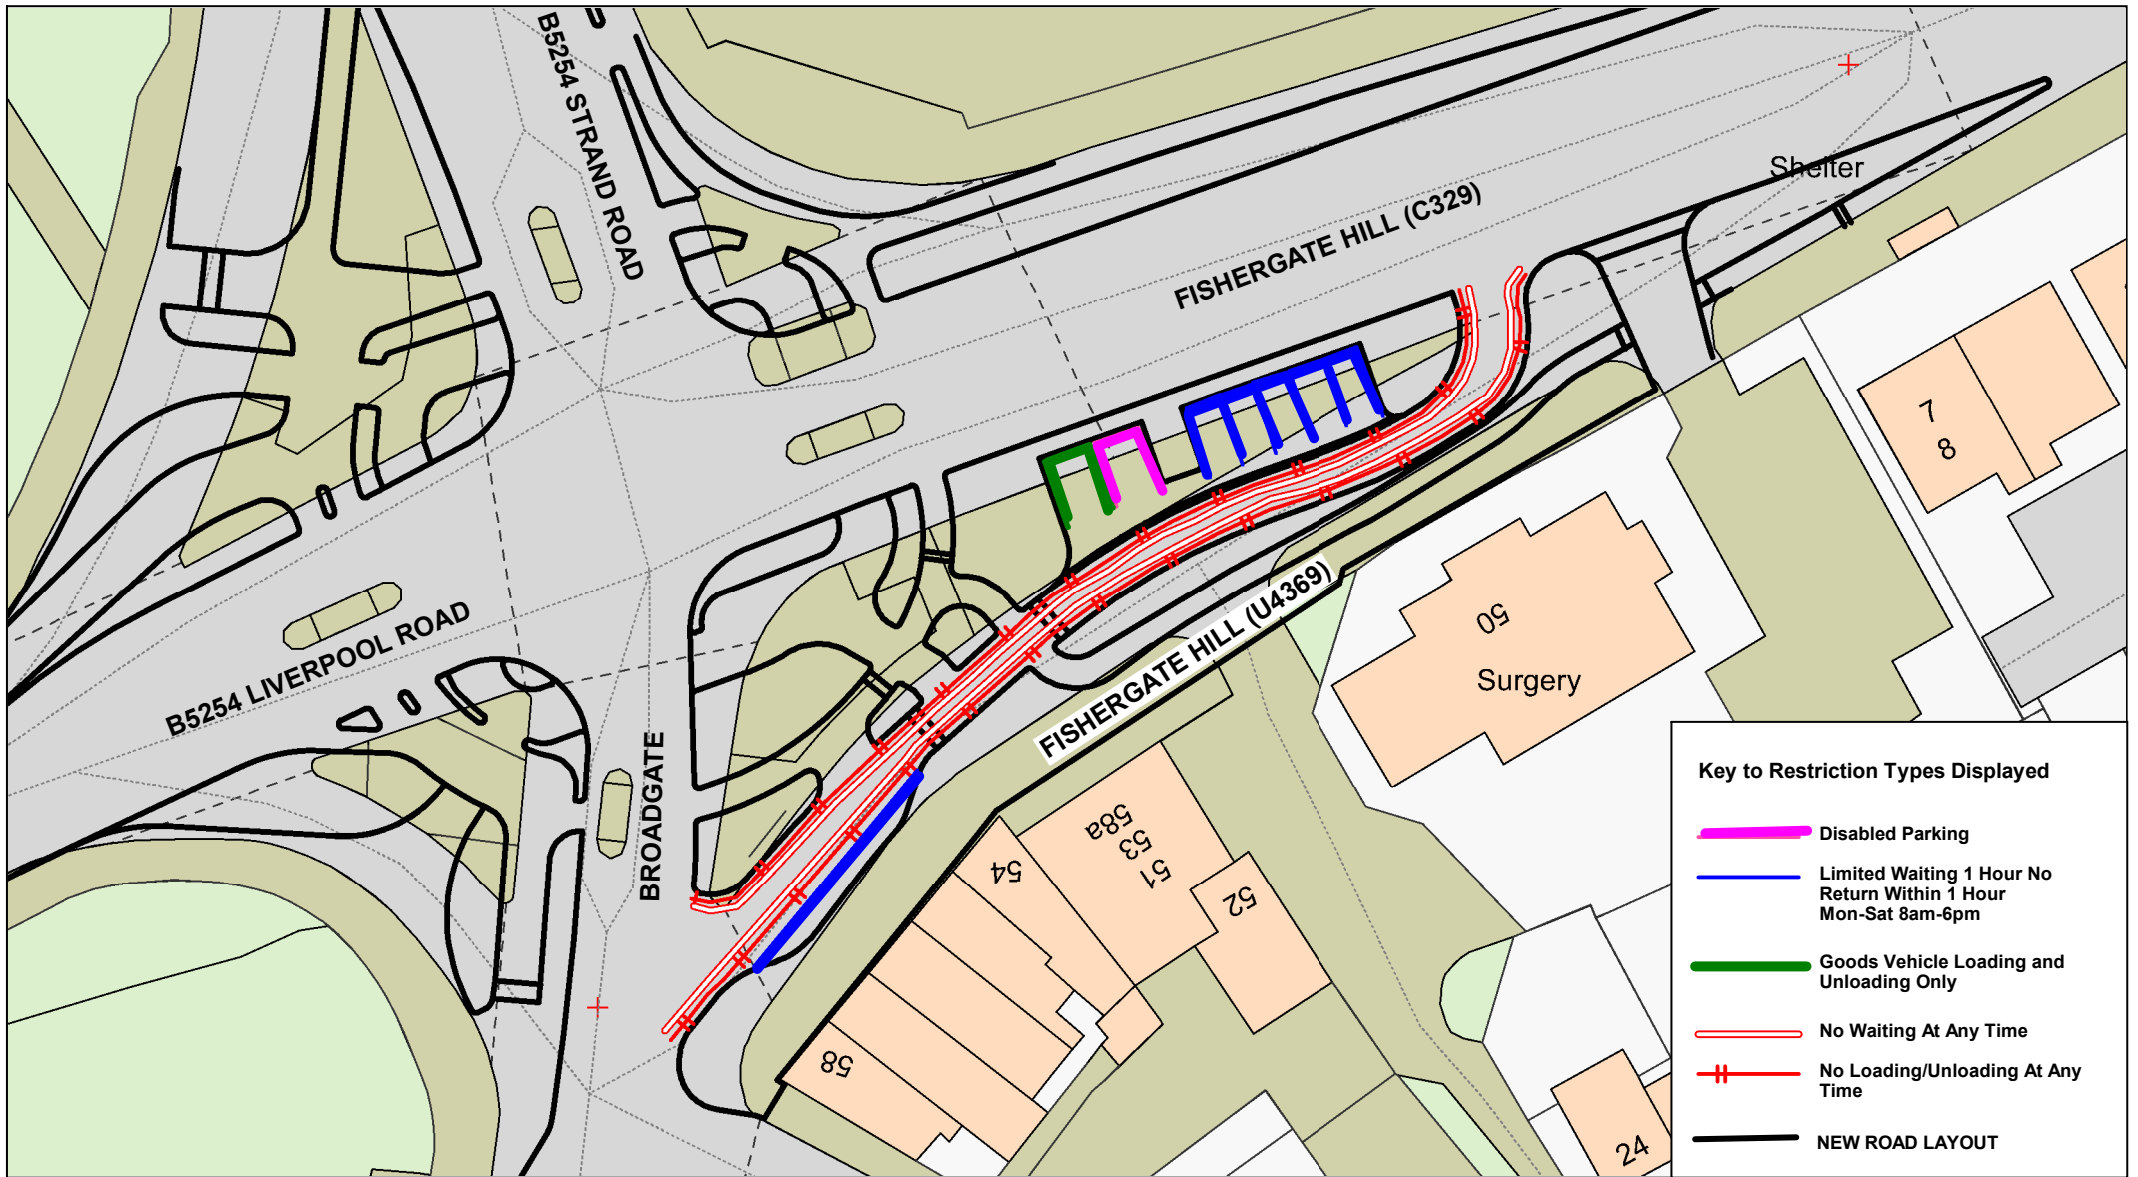 B5254 STRAND ROAD
Shelter
FISHERGATE HILL (C329)
7
8
50
Surgery
FISHERGATE HILL (U4369)
B5254 LIVERPOOL ROAD
BROADGATE
58a
53
51
54
52
58
24
Key to Restriction Types Displayed
Disabled Parking
Limited Waiting 1 Hour No
Return Within 1 Hour
Mon-Sat 8am-6pm
Goods Vehicle Loading and
Unloading Only
No Waiting At Any Time
No Loading/Unloading At Any
Time
NEW ROAD LAYOUT